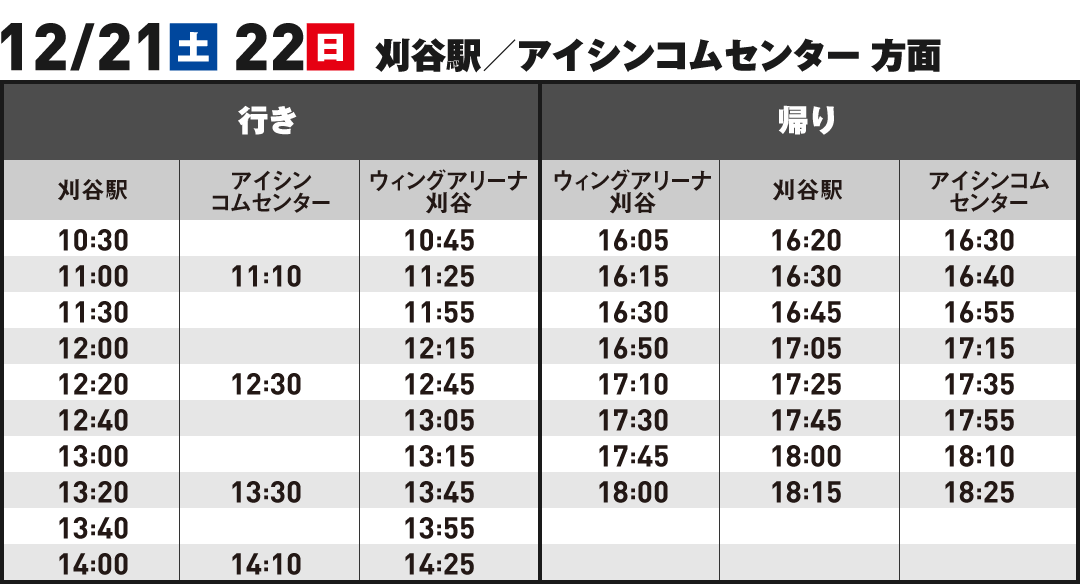 12/21土 22日 刈谷駅／アイシンコムセンター 方面
行き 帰り
刈谷駅 アイシン コムセンター ウィングアリーナ 刈谷 ウィングアリーナ 刈谷 刈谷駅 アイシンコム センター
10:30 10:45 16:05 16:20 16:30
11:00 11:10 11:25 16:15 16:30 16:40
11:30 11:55 16:30 16:45 16:55
12:00 12:15 16:50 17:05 17:15
12:20 12:30 12:45 17:10 17:25 17:35
12:40 13:05 17:30 17:45 17:55
13:00 13:15 17:45 18:00 18:10
13:20 13:30 13:45 18:00 18:15 18:25
13:40 13:55
14:00 14:10 14:25